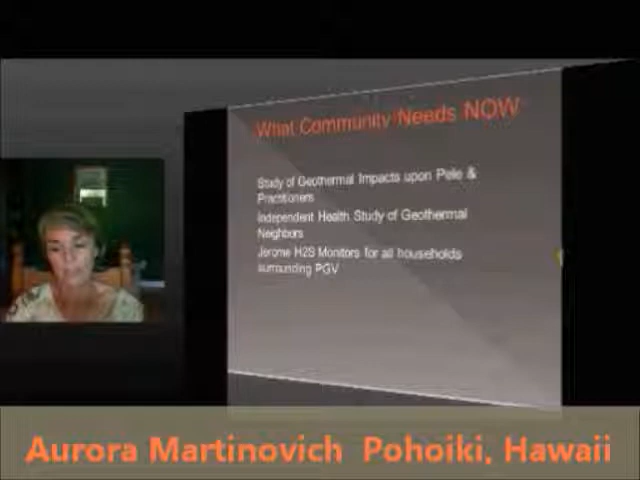 What Community Needs NOW
Study of Geothermal Impacts upon Pele &
Practitioners
Independent Health Study of Geothermal
Neighbors
Jerome H2S Monitors for all households
surrounding PGV
Aurora Martinovich Pohoiki, Hawaii